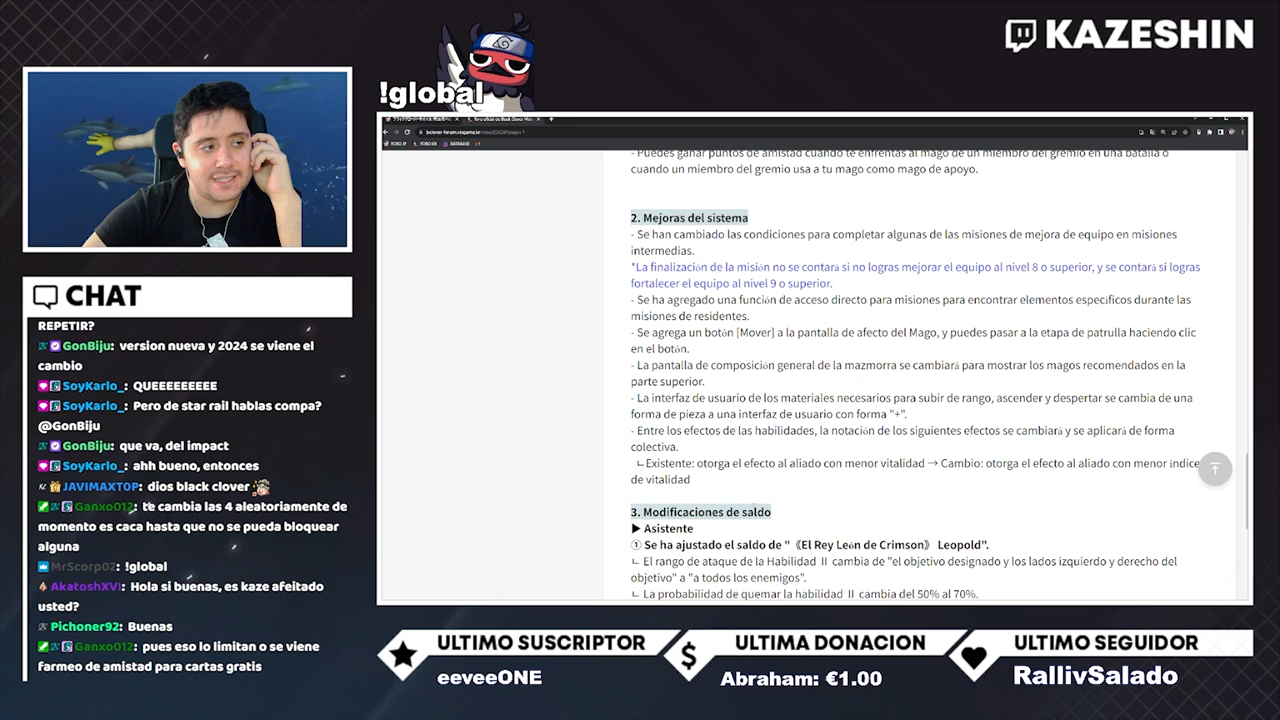 KAZESHIN
!global
bclover-forum.vicgame.kr
FORO JP
FORO KR
DATABASE
- Puedes ganar puntos de amistad cuando te enfrentas al mago de un miembro del gremio en una batalla o
cuando un miembro del gremio usa a tu mago como mago de apoyo.
2. Mejoras del sistema
- Se han cambiado las condiciones para completar algunas de las misiones de mejora de equipo en misiones
intermedias.
*La finalización de la misión no se contará si no logras mejorar el equipo al nivel 8 o superior, y se contará si logras
fortalecer el equipo al nivel 9 o superior.
- Se ha agregado una función de acceso directo para misiones para encontrar elementos específicos durante las
misiones de residentes.
- Se agrega un botón [Mover] a la pantalla de afecto del Mago, y puedes pasar a la etapa de patrulla haciendo clic
en el botón.
- La pantalla de composición general de la mazmorra se cambiará para mostrar los magos recomendados en la
parte superior.
- La interfaz de usuario de los materiales necesarios para subir de rango, ascender y despertar se cambia de una
forma de pieza a una interfaz de usuario con forma "+".
- Entre los efectos de las habilidades, la notación de los siguientes efectos se cambiará y se aplicará de forma
colectiva.
ㄴExistente: otorga el efecto al aliado con menor vitalidad → Cambio: otorga el efecto al aliado con menor índice
de vitalidad
3. Modificaciones de saldo
▶ Asistente
① Se ha ajustado el saldo de "《El Rey León de Crimson》 Leopold".
ㄴ El rango de ataque de la Habilidad Ⅱ cambia de "el objetivo designado y los lados izquierdo y derecho del
objetivo" a "a todos los enemigos".
ㄴ La probabilidad de quemar la habilidad Ⅱ cambia del 50% al 70%.
CHAT
REPETIR?
GonBiju: version nueva y 2024 se viene el
cambio
SoyKarlo_: QUEEEEEEEEE
SoyKarlo_: Pero de star rail hablas compa?
@GonBiju
GonBiju: que va, del impact
SoyKarlo_: ahh bueno, entonces
JAVIMAXTOP: dios black clover
Ganxo012: te cambia las 4 aleatoriamente de
momento es caca hasta que no se pueda bloquear
alguna
MrScorp02: !global
AkatoshXVI: Hola si buenas, es kaze afeitado
usted?
Pichoner92: Buenas
Ganxo012: pues eso lo limitan o se viene
farmeo de amistad para cartas gratis
ULTIMO SUSCRIPTOR
eeveeONE
ULTIMA DONACION
Abraham: €1.00
ULTIMO SEGUIDOR
RallivSalado